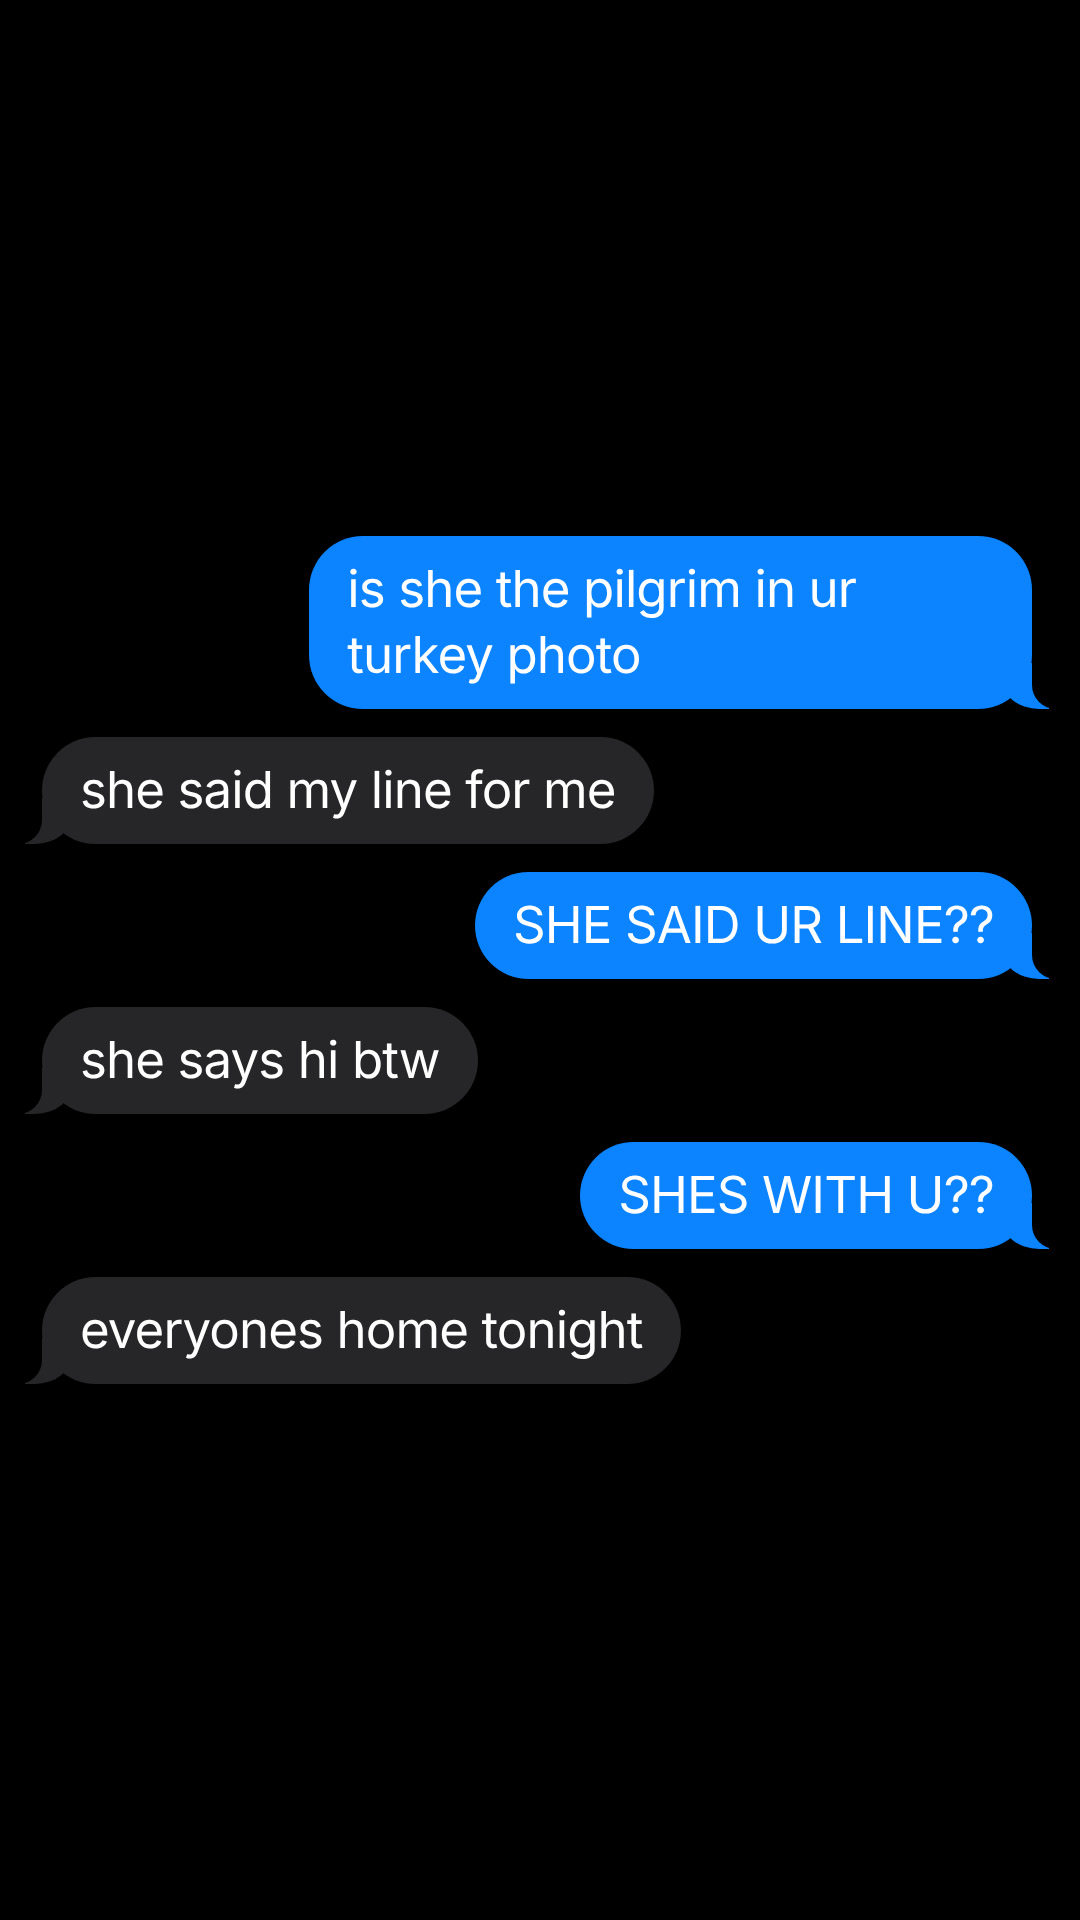 is she the pilgrim in ur
turkey photo
she said my line for me
SHE SAID UR LINE??
she says hi btw
SHES WITH U??
everyones home tonight